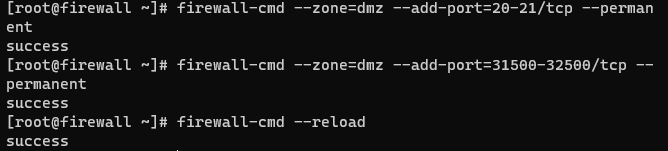 [root@firewall ~]# firewall-cmd --zone=dmz --add-port=20-21/tcp --perman
ent
success
[root@firewall ~]# firewall-cmd --zone=dmz --add-port=31500-32500/tcp --
permanent
success
[root@firewall ~]# firewall-cmd --reload
success